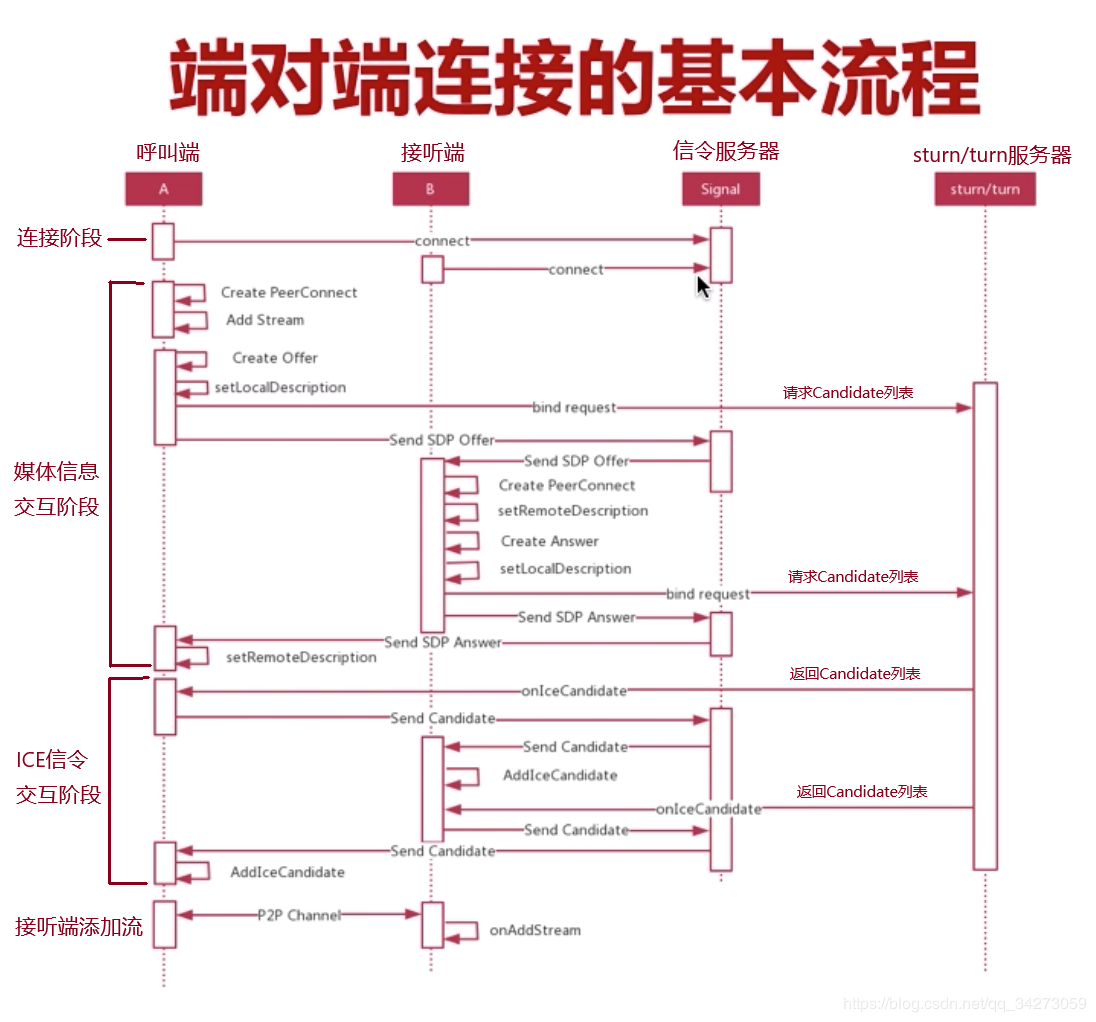 端对端连接的基本流程
呼叫端
接听端
信令服务器
sturn/turn服务器
A
B
Signal
sturn/turn
连接阶段
connect
connect
Create PeerConnect
Add Stream
Create Offer
setLocalDescription
请求Candidate列表
bind request
Send SDP Offer
Send SDP Offer
媒体信息
交互阶段
Create PeerConnect
setRemoteDescription
Create Answer
setLocalDescription
请求Candidate列表
bind request
Send SDP Answer
Send SDP Answer
setRemoteDescription
返回Candidate列表
onIceCandidate
Send Candidate
Send Candidate
ICE信令
交互阶段
AddIceCandidate
返回Candidate列表
onIceCandidate
Send Candidate
Send Candidate
AddIceCandidate
接听端添加流
P2P Channel
onAddStream
https://blog.csdn.net/qq_34273059